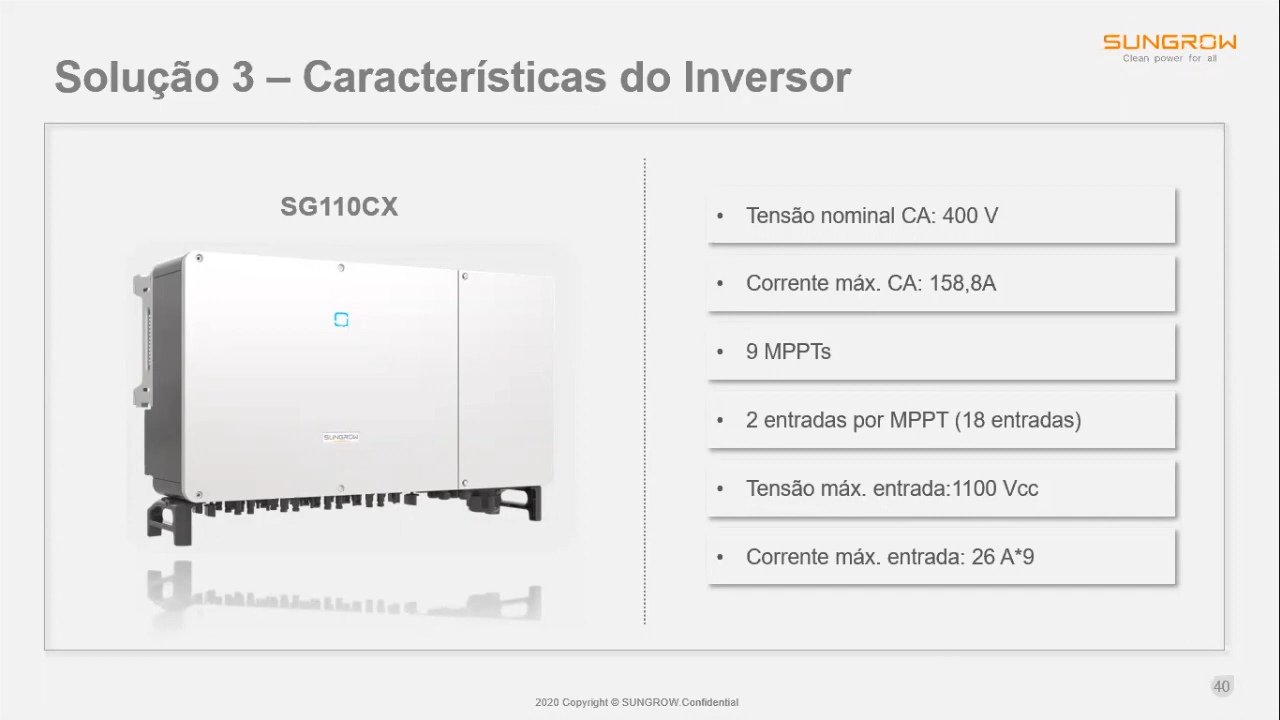 SUNGROW
Clean power for all
Solução 3 – Características do Inversor
SG110CX
SUNGROW
• Tensão nominal CA: 400 V
• Corrente máx. CA: 158,8A
• 9 MPPTs
• 2 entradas por MPPT (18 entradas)
• Tensão máx. entrada:1100 Vcc
• Corrente máx. entrada: 26 A*9
40
2020 Copyright © SUNGROW Confidential